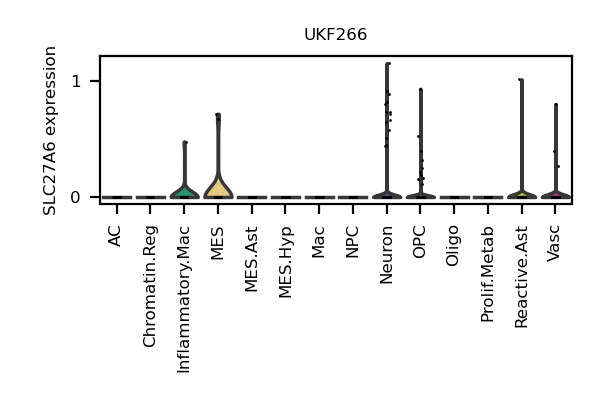 UKF266
SLC27A6 expression
1
0
AC
Chromatin.Reg
Inflammatory.Mac
MES
MES.Ast
MES.Hyp
Mac
NPC
Neuron
OPC
Oligo
Prolif.Metab
Reactive.Ast
Vasc